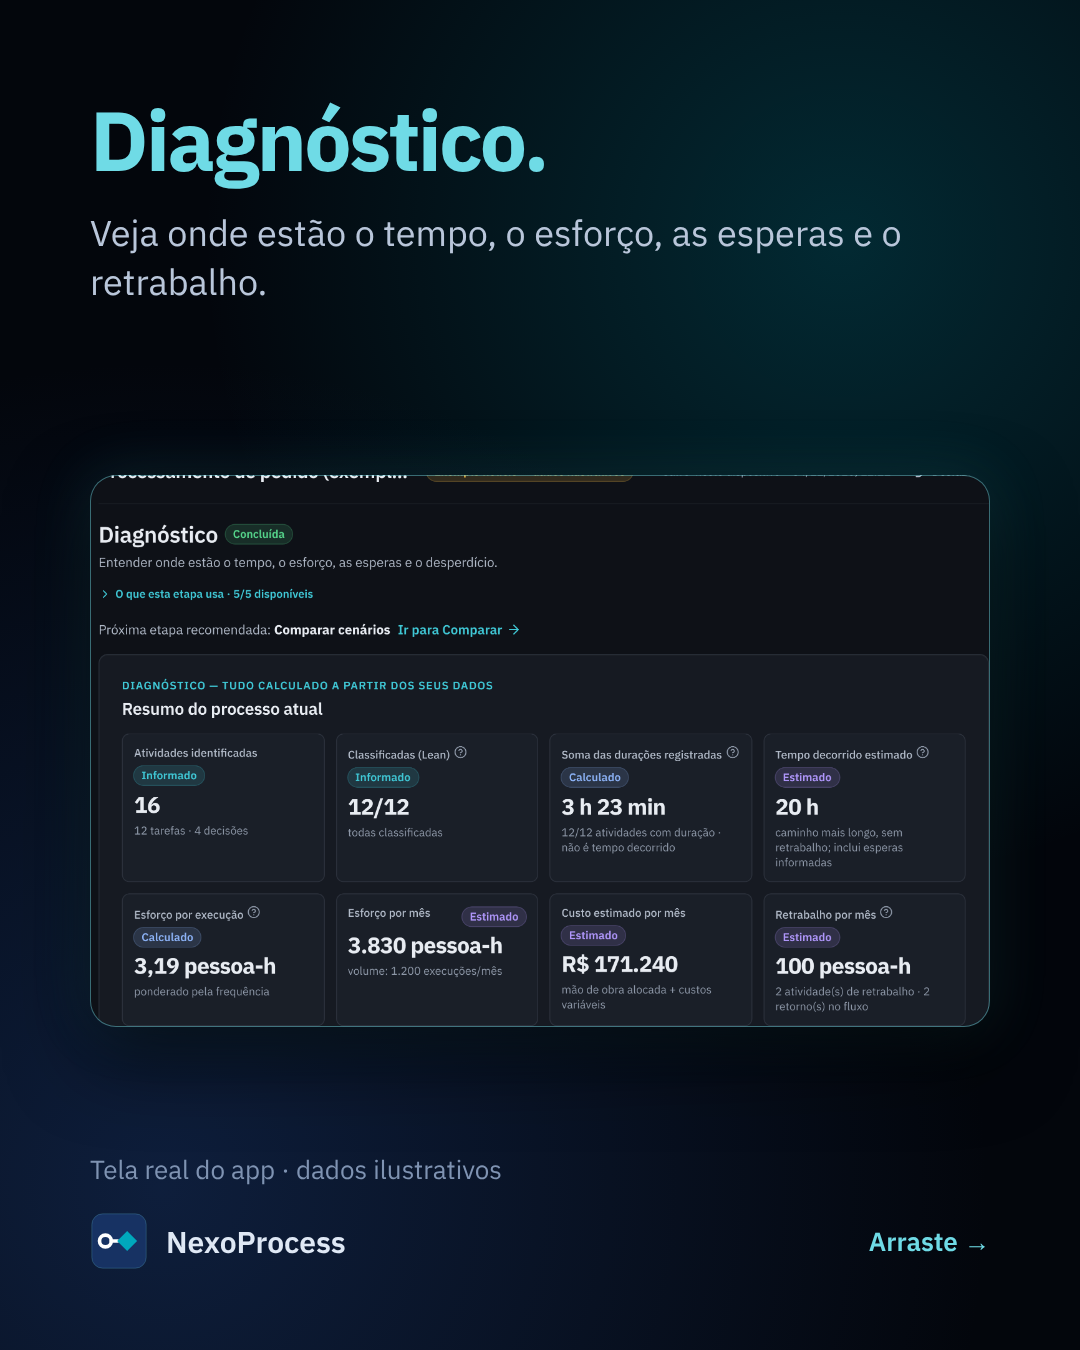 Diagnóstico.
Veja onde estão o tempo, o esforço, as esperas e o
retrabalho.
Diagnóstico Concluída
Entender onde estão o tempo, o esforço, as esperas e o desperdício.
O que esta etapa usa · 5/5 disponíveis
Próxima etapa recomendada: Comparar cenários Ir para Comparar →
DIAGNÓSTICO — TUDO CALCULADO A PARTIR DOS SEUS DADOS
Resumo do processo atual
Atividades identificadas
Informado
16
12 tarefas · 4 decisões
Classificadas (Lean) ?
Informado
12/12
todas classificadas
Soma das durações registradas ?
Calculado
3 h 23 min
12/12 atividades com duração ·
não é tempo decorrido
Tempo decorrido estimado ?
Estimado
20 h
caminho mais longo, sem
retrabalho; inclui esperas
informadas
Esforço por execução ?
Calculado
3,19 pessoa-h
ponderado pela frequência
Esforço por mês Estimado
3.830 pessoa-h
volume: 1.200 execuções/mês
Custo estimado por mês
Estimado
R$ 171.240
mão de obra alocada + custos
variáveis
Retrabalho por mês ?
Estimado
100 pessoa-h
2 atividade(s) de retrabalho · 2
retorno(s) no fluxo
Tela real do app · dados ilustrativos
NexoProcess
Arraste →